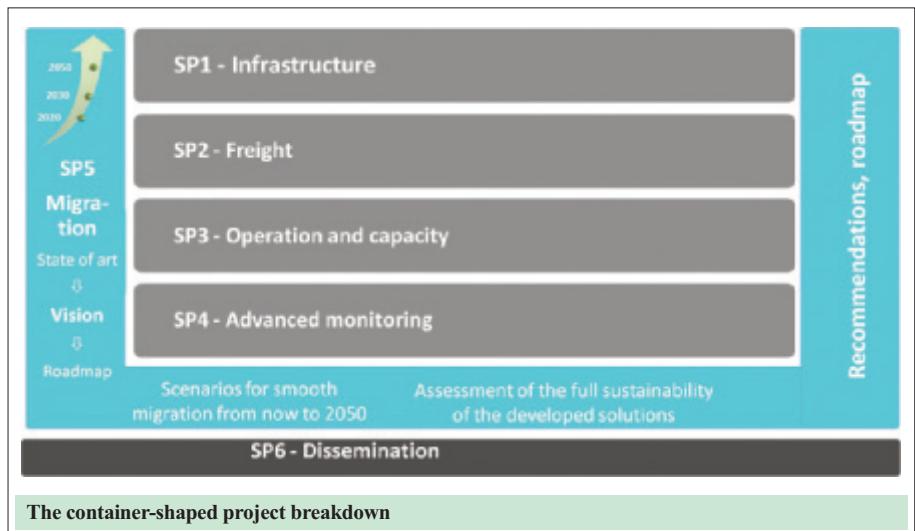 2050
2030
2020
SP5
Migra-
tion
State of art
Vision
Roadmap
SP1 - Infrastructure
SP2 - Freight
SP3 - Operation and capacity
SP4 - Advanced monitoring
Scenarios for smooth
migration from now to 2050
Assessment of the full sustainability
of the developed solutions
Recommendations, roadmap
SP6 - Dissemination
The container-shaped project breakdown